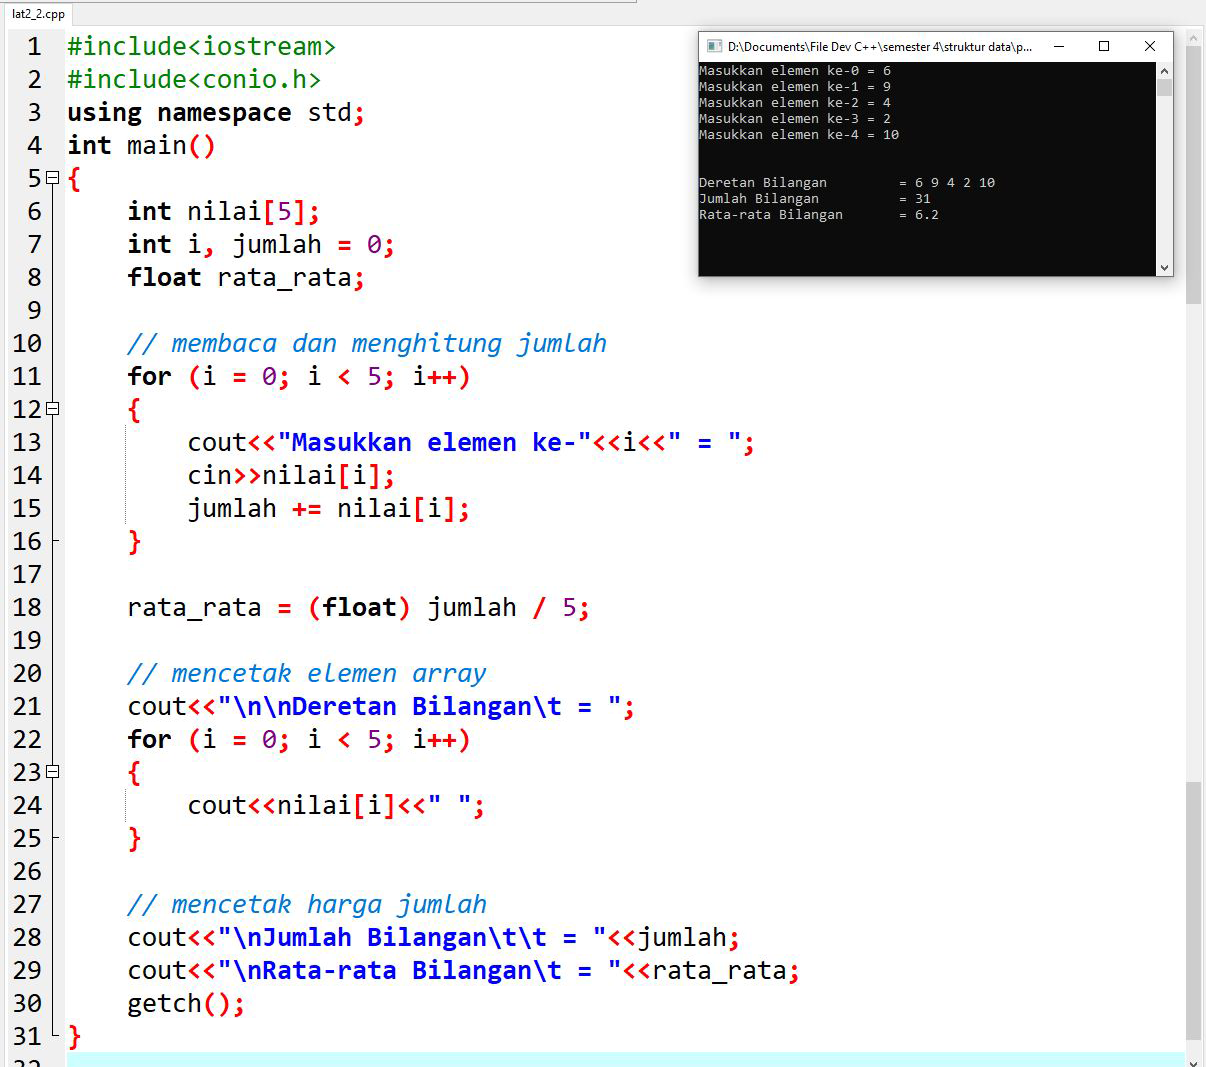 lat2_2.cpp
1 #include<iostream>
2 #include<conio.h>
3 using namespace std;
4 int main()
5 {
6 int nilai[5];
7 int i, jumlah = 0;
8 float rata_rata;
9
10 // membaca dan menghitung jumlah
11 for (i = 0; i < 5; i++)
12 {
13 cout<<"Masukkan elemen ke-"<<i<<" = ";
14 cin>>nilai[i];
15 jumlah += nilai[i];
16 }
17
18 rata_rata = (float) jumlah / 5;
19
20 // mencetak elemen array
21 cout<<"\n\nDeretan Bilangan\t = ";
22 for (i = 0; i < 5; i++)
23 {
24 cout<<nilai[i]<<" ";
25 }
26
27 // mencetak harga jumlah
28 cout<<"\nJumlah Bilangan\t\t = "<<jumlah;
29 cout<<"\nRata-rata Bilangan\t = "<<rata_rata;
30 getch();
31 }
32
D:\Documents\File Dev C++\semester 4\struktur data\p...
Masukkan elemen ke-0 = 6
Masukkan elemen ke-1 = 9
Masukkan elemen ke-2 = 4
Masukkan elemen ke-3 = 2
Masukkan elemen ke-4 = 10
Deretan Bilangan = 6 9 4 2 10
Jumlah Bilangan = 31
Rata-rata Bilangan = 6.2